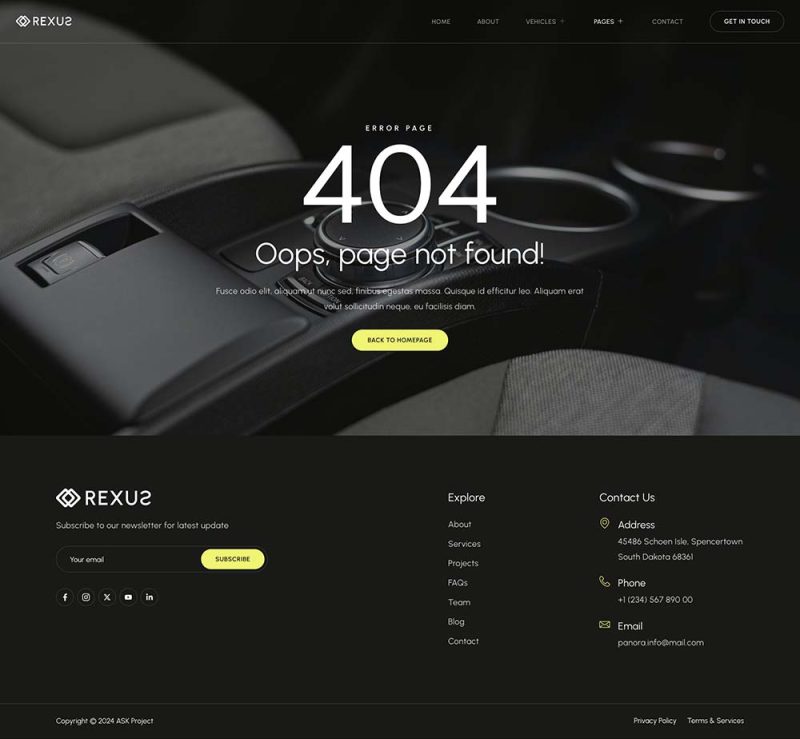 REXUS
HOME ABOUT VEHICLES + PAGES + CONTACT GET IN TOUCH
ERROR PAGE
404
Oops, page not found!
Fusce odio elit, aliquam ut nunc sed, finibus egestas massa. Quisque id efficitur leo. Aliquam erat
volut sollicitudin neque, eu facilisis diam.
BACK TO HOMEPAGE
REXUS
Subscribe to our newsletter for latest update
Your email SUBSCRIBE
Explore
About
Services
Projects
FAQs
Team
Blog
Contact
Contact Us
Address
45486 Schoen Isle, Spencertown
South Dakota 68361
Phone
+1 (234) 567 890 00
Email
panora.info@mail.com
Copyright © 2024 ASK Project
Privacy Policy Terms & Services